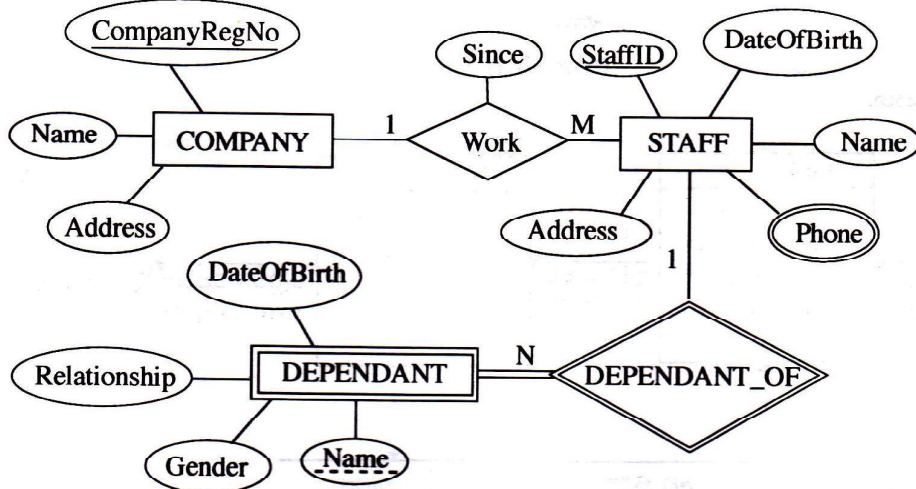 CompanyRegNo
Since
StaffID
DateOfBirth
Name
COMPANY
1
Work
M
STAFF
Name
Address
Address
Phone
DateOfBirth
1
Relationship
DEPENDANT
N
DEPENDANT_OF
Gender
Name